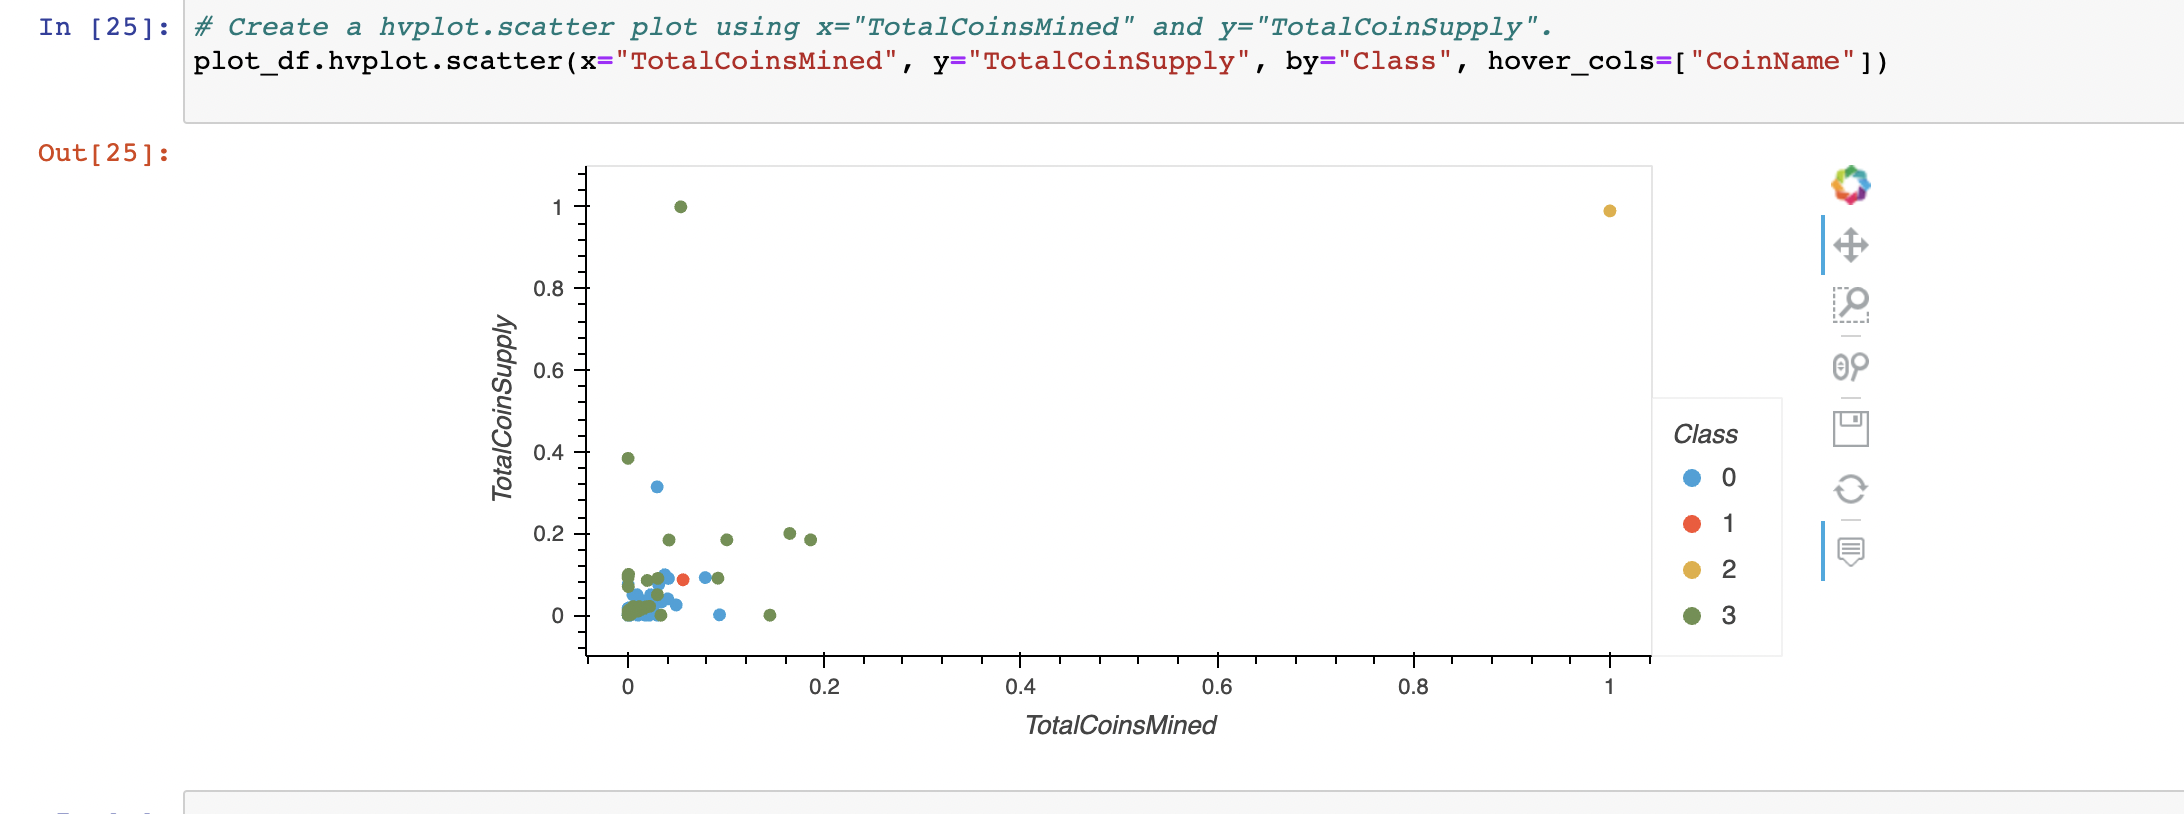 In [25]:
# Create a hvplot.scatter plot using x="TotalCoinsMined" and y="TotalCoinSupply".
plot_df.hvplot.scatter(x="TotalCoinsMined", y="TotalCoinSupply", by="Class", hover_cols=["CoinName"])
Out[25]:
1
0.8
0.6
0.4
0.2
0
TotalCoinSupply
0 0.2 0.4 0.6 0.8 1
TotalCoinsMined
Class
0
1
2
3